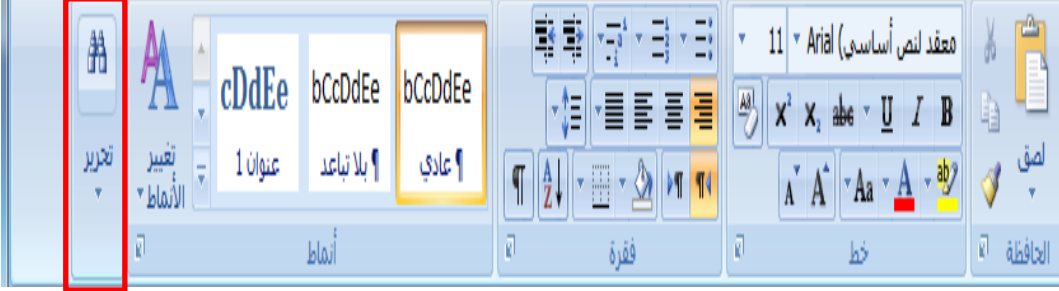 معقد لنص أساسي) Arial 11
لصق
B I U abe X₂ X² AB
ab A Aa A A
الحافظة
خط
¶ ¶ A Z ¶
فقرة
bCcDdEe bCcDdEe cDdEe
¶ عادي ¶ بلا تباعد عنوان 1
تغيير الأنماط
أنماط
تحرير